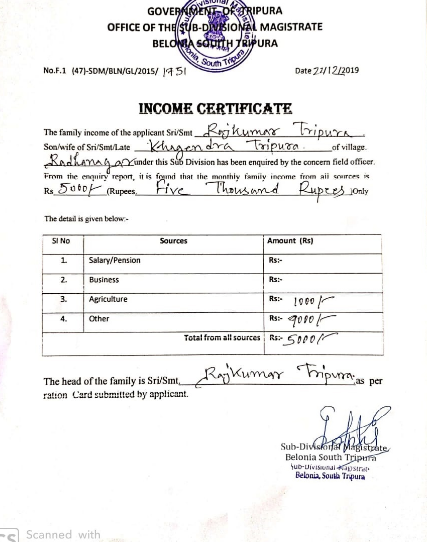 GOVERNMENT OF TRIPURA
OFFICE OF THE SUB-DIVISIONAL MAGISTRATE
BELONIA SOUTH TRIPURA
No.F.1 (47)-SDM/BLN/GL/2015/ 1951 Date 27/12/2019
INCOME CERTIFICATE
The family income of the applicant Sri/Smt Rajkumar Tripura
Son/wife of Sri/Smt/Late Khagendra Tripura of village.
Radhanagar under this Sub Division has been enquired by the concern field officer.
From the enquiry report, it is found that the monthly family income from all sources is
Rs 5000/- (Rupees, Five Thousand Rupees )Only
The detail is given below:-
Sl No Sources Amount (Rs)
1. Salary/Pension Rs:-
2. Business Rs:-
3. Agriculture Rs:- 1000/-
4. Other Rs:- 4000/-
Total from all sources Rs:- 5000/-
The head of the family is Sri/Smt, Rajkumar Tripura as per
ration Card submitted by applicant.
Sub-Divisional Magistrate
Belonia South Tripura
Sub-Divisional Magistrate
Belonia, South Tripura
CS Scanned with